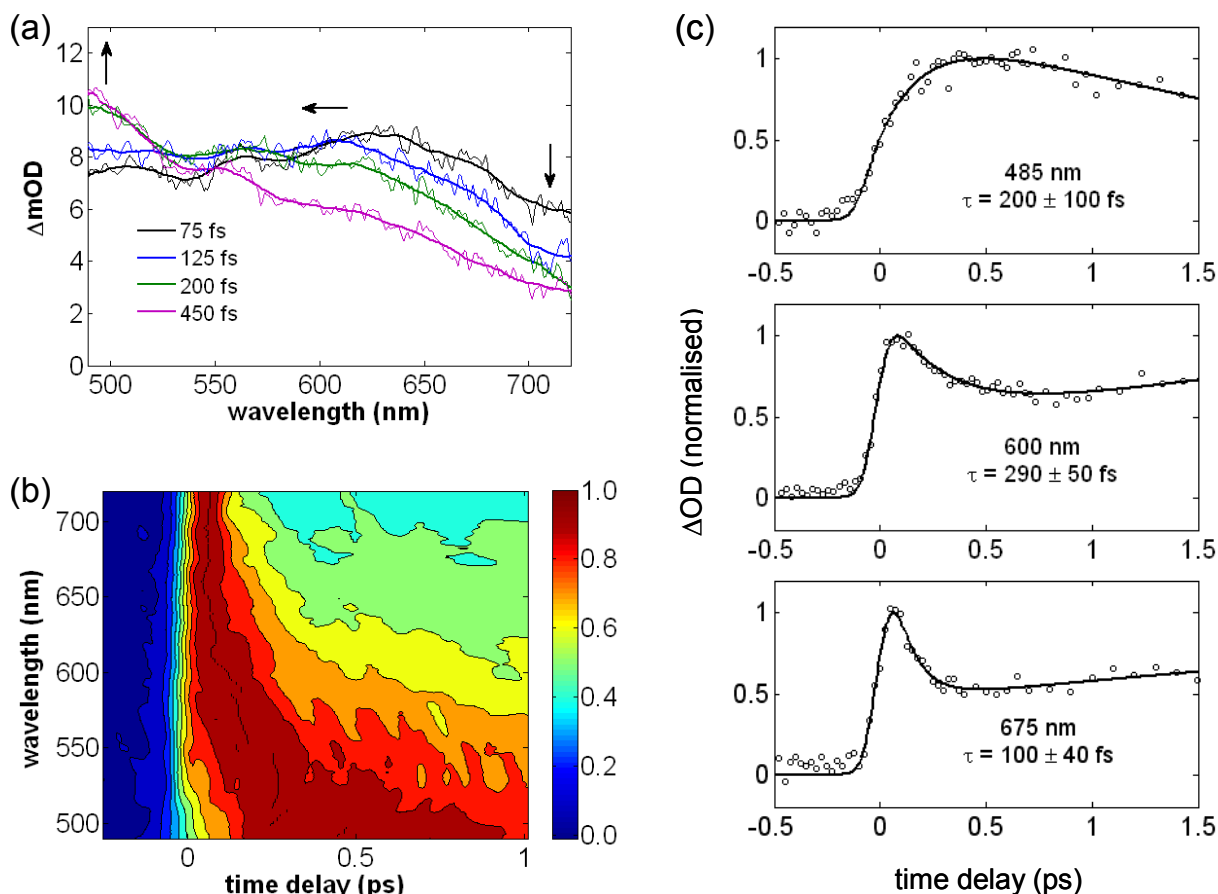 (a)
ΔmOD
12
10
8
6
4
2
0
75 fs
125 fs
200 fs
450 fs
500 550 600 650 700
wavelength (nm)
(b)
wavelength (nm)
700
650
600
550
500
0 0.5 1
time delay (ps)
1.0
0.8
0.6
0.4
0.2
0.0
(c)
ΔOD (normalised)
1
0.5
0
485 nm
τ = 200 ± 100 fs
-0.5 0 0.5 1 1.5
1
0.5
0
600 nm
τ = 290 ± 50 fs
-0.5 0 0.5 1 1.5
1
0.5
0
675 nm
τ = 100 ± 40 fs
-0.5 0 0.5 1 1.5
time delay (ps)